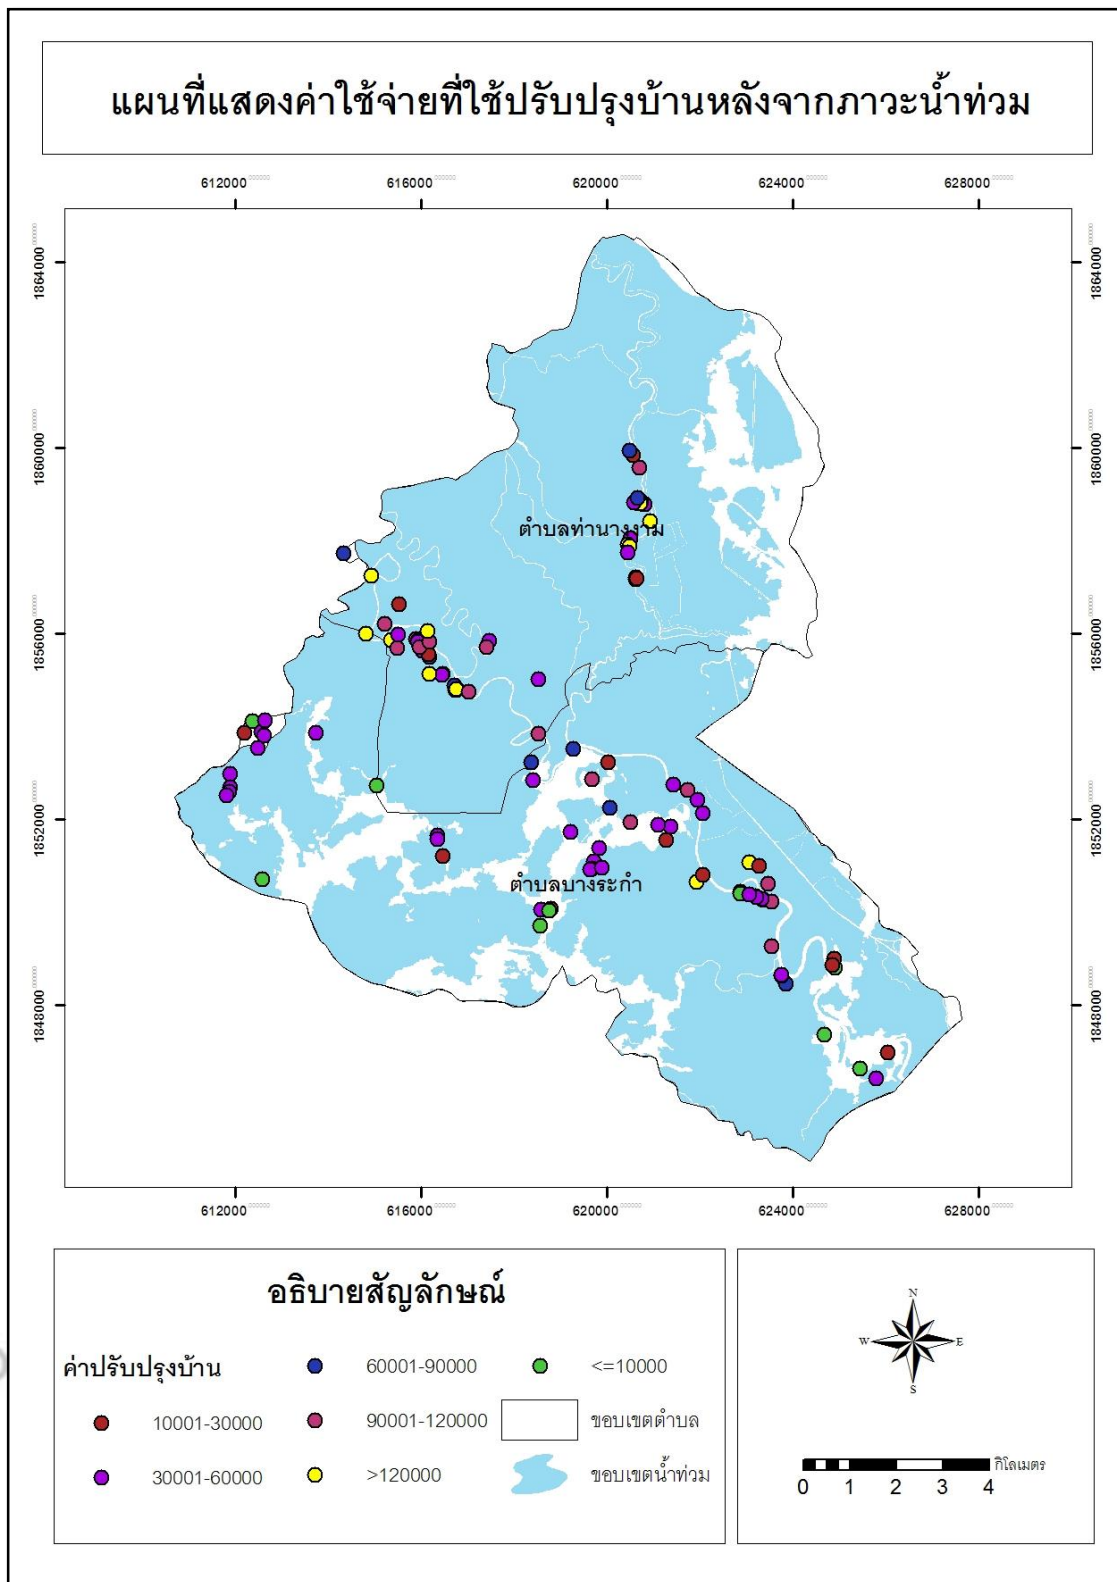 แผนที่แสดงค่าใช้จ่ายที่ใช้ปรับปรุงบ้านหลังจากภาวะน้ำท่วม
612000 616000 620000 624000 628000
1864000 1864000
1860000 1860000
ตำบลท่านางงาม
1856000 1856000
1852000 1852000
ตำบลบางระกำ
1848000 1848000
612000 616000 620000 624000 628000
อธิบายสัญลักษณ์
ค่าปรับปรุงบ้าน
10001-30000
30001-60000
60001-90000
90001-120000
>120000
<=10000
ขอบเขตตำบล
ขอบเขตน้ำท่วม
N
W E
S
กิโลเมตร
0 1 2 3 4